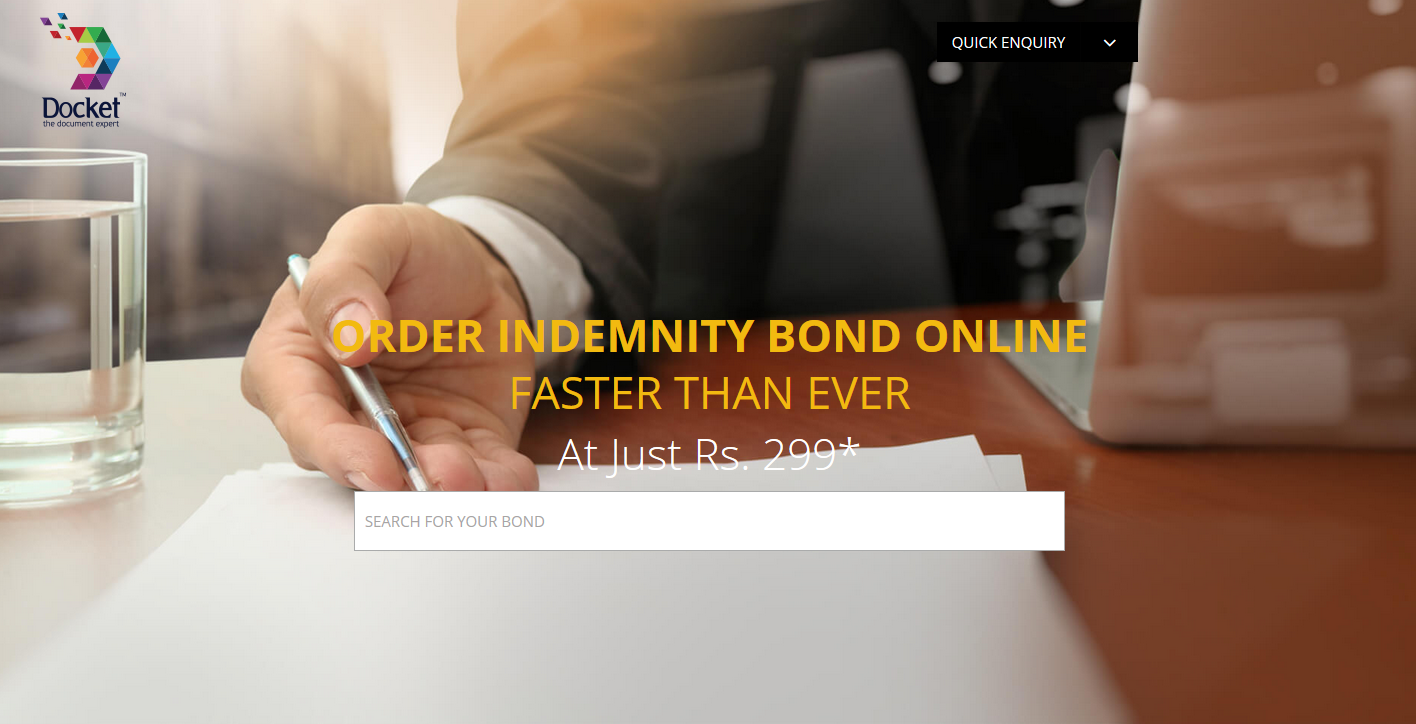 QUICK ENQUIRY
Docket™
the document expert
ORDER INDEMNITY BOND ONLINE
FASTER THAN EVER
At Just Rs. 299*
SEARCH FOR YOUR BOND